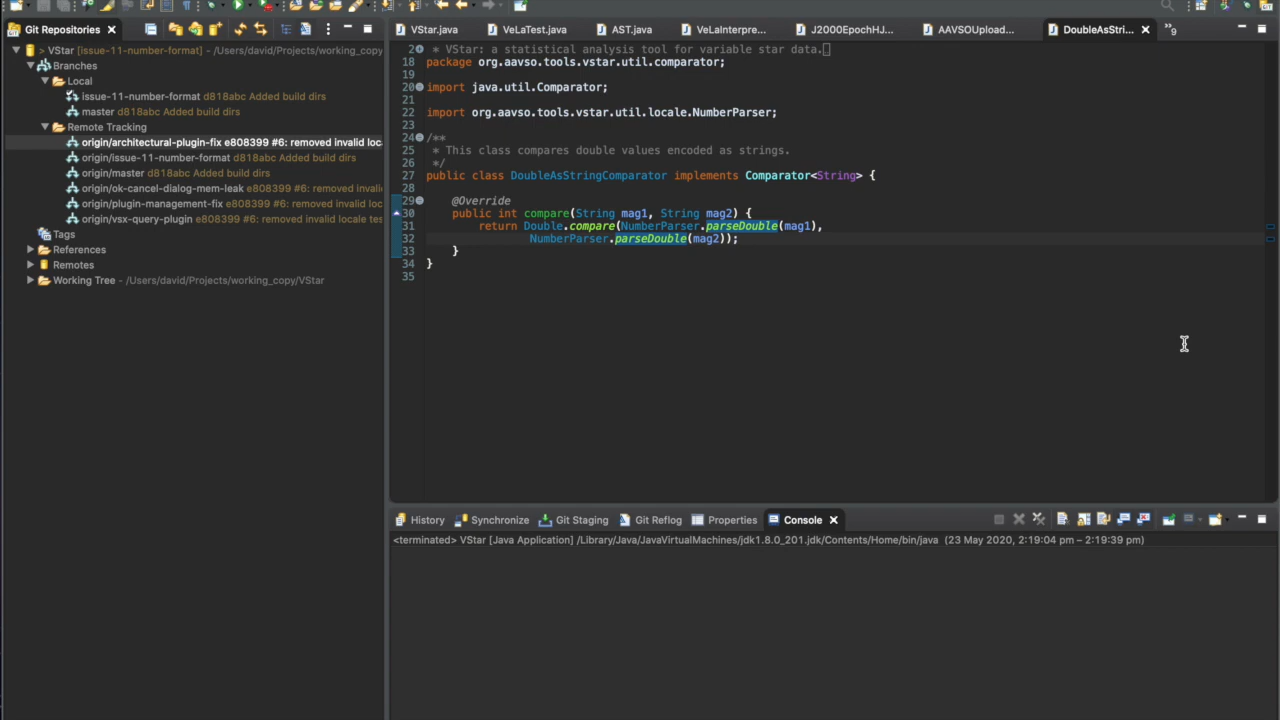 Git Repositories
VStar.java
VeLaTest.java
AST.java
VeLaInterpre...
J2000EpochHJ...
AAVSOUpload...
DoubleAsStri...
9
> VStar [issue-11-number-format] - /Users/david/Projects/working_copy
Branches
Local
issue-11-number-format d818abc Added build dirs
master d818abc Added build dirs
Remote Tracking
origin/architectural-plugin-fix e808399 #6: removed invalid loc
origin/issue-11-number-format d818abc Added build dirs
origin/master d818abc Added build dirs
origin/ok-cancel-dialog-mem-leak e808399 #6: removed invali
origin/plugin-management-fix e808399 #6: removed invalid loc
origin/vsx-query-plugin e808399 #6: removed invalid locale tes
Tags
References
Remotes
Working Tree - /Users/david/Projects/working_copy/VStar
2 * VStar: a statistical analysis tool for variable star data.
18 package org.aavso.tools.vstar.util.comparator;
19
20 import java.util.Comparator;
21
22 import org.aavso.tools.vstar.util.locale.NumberParser;
23
24 /**
25 * This class compares double values encoded as strings.
26 */
27 public class DoubleAsStringComparator implements Comparator<String> {
28
29 @Override
30 public int compare(String mag1, String mag2) {
31 return Double.compare(NumberParser.parseDouble(mag1),
32 NumberParser.parseDouble(mag2));
33 }
34 }
35
History
Synchronize
Git Staging
Git Reflog
Properties
Console
<terminated> VStar [Java Application] /Library/Java/JavaVirtualMachines/jdk1.8.0_201.jdk/Contents/Home/bin/java (23 May 2020, 2:19:04 pm – 2:19:39 pm)